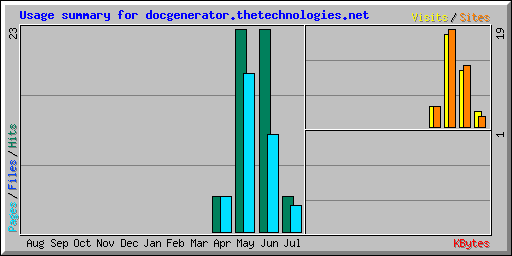 Usage summary for docgenerator.thetechnologies.net
Visits/Sites
23
19
1
Pages/Files/Hits
Aug Sep Oct Nov Dec Jan Feb Mar Apr May Jun Jul
KBytes